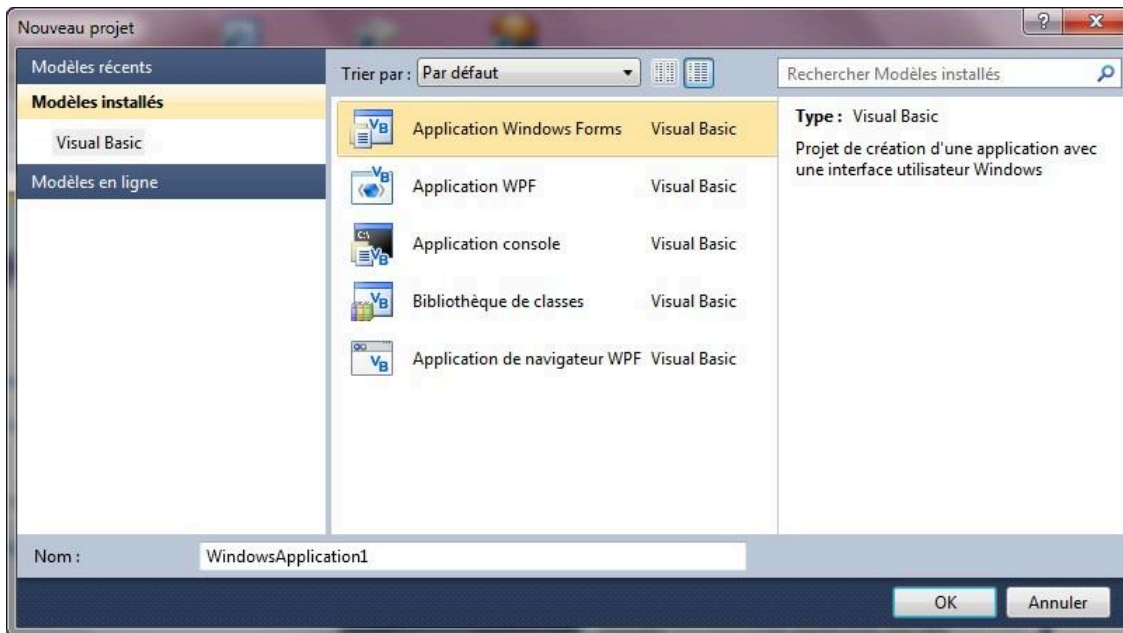 Nouveau projet
Modèles récents
Modèles installés
Visual Basic
Modèles en ligne
Trier par : Par défaut
Application Windows Forms Visual Basic
Application WPF Visual Basic
Application console Visual Basic
Bibliothèque de classes Visual Basic
Application de navigateur WPF Visual Basic
Rechercher Modèles installés
Type : Visual Basic
Projet de création d'une application avec
une interface utilisateur Windows
Nom : WindowsApplication1
OK Annuler